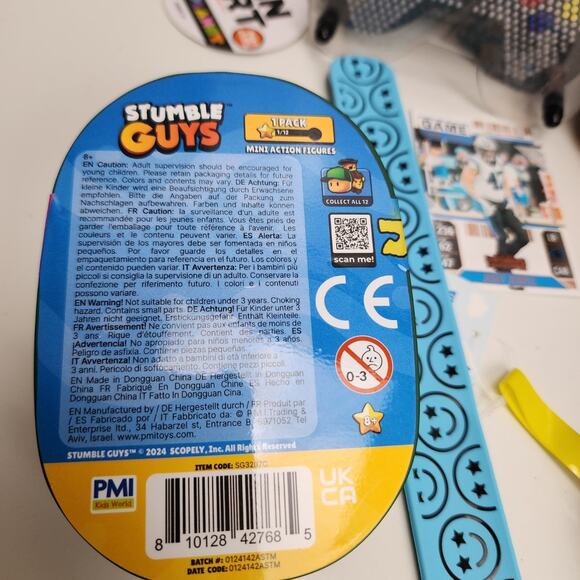 STUMBLE GUYS™
1 PACK
1/12
MINI ACTION FIGURES
COLLECT ALL 12
scan me!
8+
EN Caution: Adult supervision should be encouraged for
young children. Please retain packaging details for future
reference. Colors and contents may vary. DE Achtung: Für
kleine Kinder wird eine Beaufsichtigung durch Erwachsene
empfohlen. Bitte die Angaben auf der Packung zum
Nachschlagen aufbewahren. Farben und Inhalte können
abweichen. FR Caution: la surveillance d'un adulte est
recommandée pour les jeunes enfants. Vous êtes priés de
garder l'emballage pour toute référence à l'avenir. Les
couleurs et le contenu peuvent varier. ES Alerta: La
supervisión de los mayores debe ser fomentada en niños
pequeños. Por favor guarde los detalles en el
empaquetamiento para referencia en el futuro. Los colores y
el contenido pueden variar. IT Avvertenza: Per i bambini più
piccoli si consiglia la supervisione di un adulto. Conservare la
confezione per riferimento futuro. I colori e i contenuti
possono variare.
EN Warning! Not suitable for children under 3 years. Choking
hazard. Contains small parts. DE Achtung! Für Kinder unter 3
Jahren nicht geeignet. Erstickungsgefahr. Enthält Kleinteile.
FR Avertissement! Ne convient pas aux enfants de moins de
3 ans. Risque d'étouffement. Contient des parties. ES
¡Advertencia! No apropiado para niños menores a 3 años.
Peligro de asfixia. Contiene piezas pequeñas.
IT Avvertenza! Non adatto a bambini di età inferiore a
3 anni. Pericolo di soffocamento. Contiene pezzi piccoli.
EN Made in Dongguan China DE Hergestellt in Dongguan
China FR Fabriqué En Dongguan China ES Hecho en
Dongguan China IT Fatto In Dongguan Cina.
EN Manufactured by / DE Hergestellt durch / FR Produit par
/ ES Fabricado por / IT Fabbricato da: © P.M.I Trading &
Enterprise ltd., 34 Habarzel st, Entrance B 6971052 Tel
Aviv, Israel. www.pmitoys.com
CE
0-3
8+
STUMBLE GUYS™ © 2024 SCOPELY, Inc. All Rights Reserved
ITEM CODE:
PMI
Kids World
UK
CA
8 10128 42768 5
BATCH #: 0124142ASTM
DATE CODE: 0124142ASTM
GAME
CAR